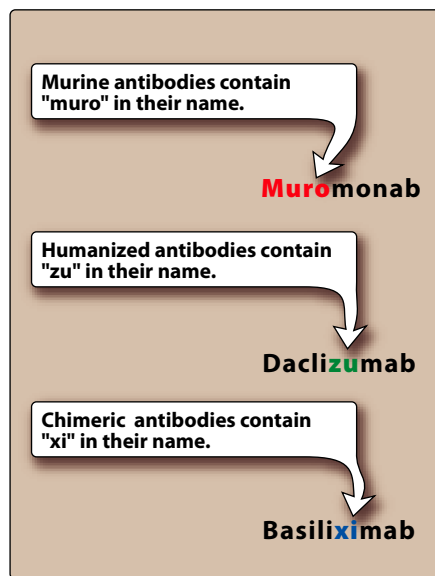 Murine antibodies contain
"muro" in their name.
Muromonab
Humanized antibodies contain
"zu" in their name.
Daclizumab
Chimeric antibodies contain
"xi" in their name.
Basiliximab